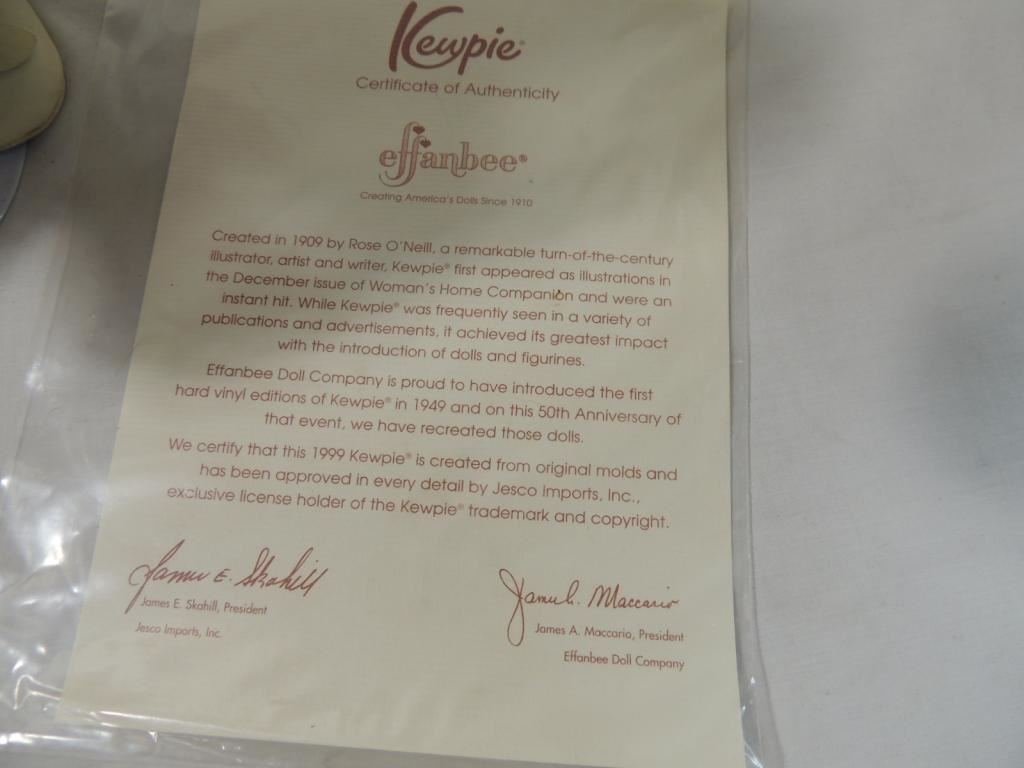 Kewpie®
Certificate of Authenticity
effanbee®
Creating America's Dolls Since 1910
Created in 1909 by Rose O'Neill, a remarkable turn-of-the-century
illustrator, artist and writer, Kewpie® first appeared as illustrations in
the December issue of Woman's Home Companion and were an
instant hit. While Kewpie® was frequently seen in a variety of
publications and advertisements, it achieved its greatest impact
with the introduction of dolls and figurines.
Effanbee Doll Company is proud to have introduced the first
hard vinyl editions of Kewpie® in 1949 and on this 50th Anniversary of
that event, we have recreated those dolls.
We certify that this 1999 Kewpie® is created from original molds and
has been approved in every detail by Jesco Imports, Inc.,
exclusive license holder of the Kewpie® trademark and copyright.
James E. Skahill
James E. Skahill, President
Jesco Imports, Inc.
James A. Maccario
James A. Maccario, President
Effanbee Doll Company